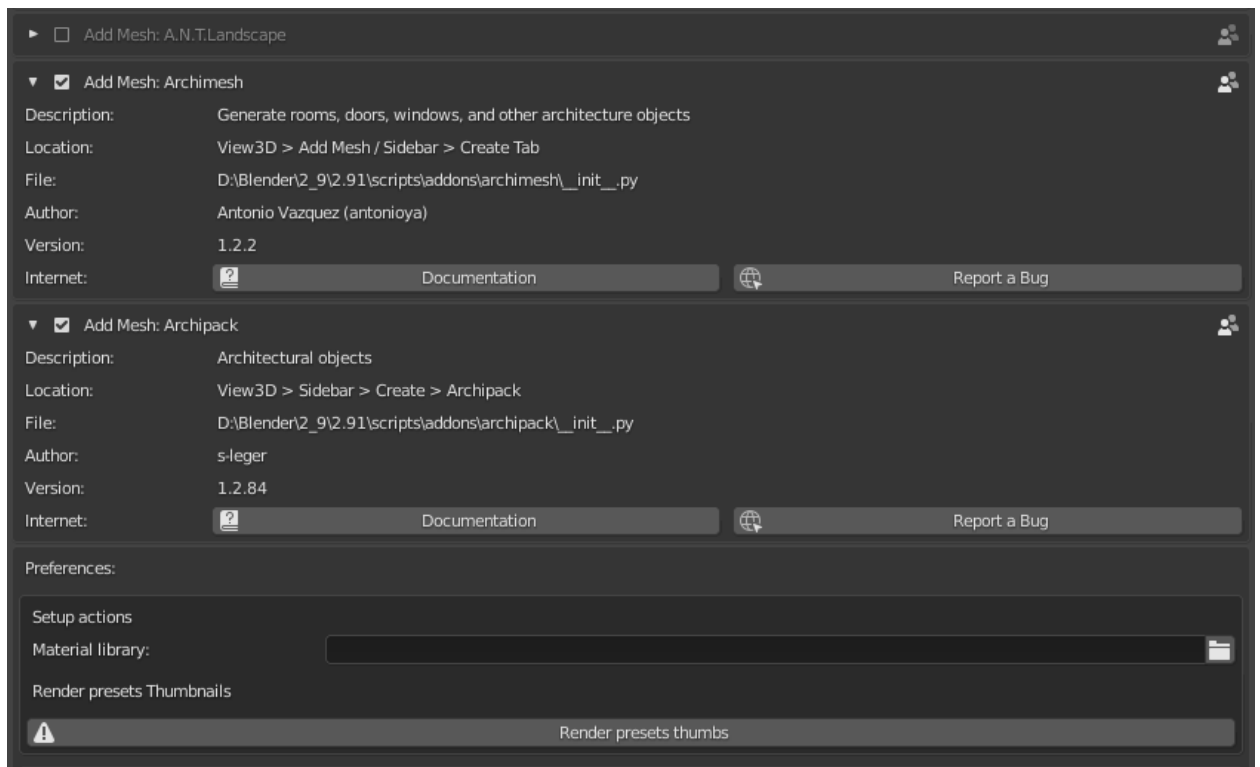 Add Mesh: A.N.T.Landscape
Add Mesh: Archimesh
Description: Generate rooms, doors, windows, and other architecture objects
Location: View3D > Add Mesh / Sidebar > Create Tab
File: D:\Blender\2_9\2.91\scripts\addons\archimesh\__init__.py
Author: Antonio Vazquez (antonioya)
Version: 1.2.2
Internet: Documentation Report a Bug
Add Mesh: Archipack
Description: Architectural objects
Location: View3D > Sidebar > Create > Archipack
File: D:\Blender\2_9\2.91\scripts\addons\archipack\__init__.py
Author: s-leger
Version: 1.2.84
Internet: Documentation Report a Bug
Preferences:
Setup actions
Material library:
Render presets Thumbnails
Render presets thumbs